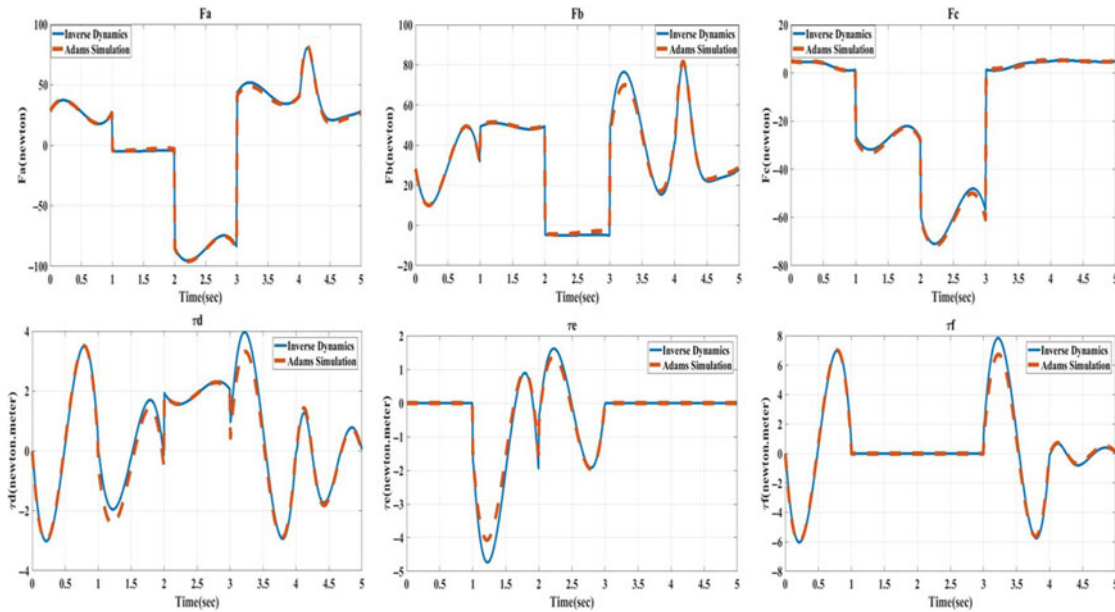 Fa
Inverse Dynamics
Adams Simulation
Fa(newton)
100
50
0
−50
−100
0 0.5 1 1.5 2 2.5 3 3.5 4 4.5 5
Time(sec)
Fb
Inverse Dynamics
Adams Simulation
Fb(newton)
100
80
60
40
20
0
−20
0 0.5 1 1.5 2 2.5 3 3.5 4 4.5 5
Time(sec)
Fc
Inverse Dynamics
Adams Simulation
Fc(newton)
20
0
−20
−40
−60
−80
0 0.5 1 1.5 2 2.5 3 3.5 4 4.5 5
Time(sec)
τd
Inverse Dynamics
Adams Simulation
τd(newton.meter)
4
2
0
−2
−4
0 0.5 1 1.5 2 2.5 3 3.5 4 4.5 5
Time(sec)
τe
Inverse Dynamics
Adams Simulation
τe(newton.meter)
2
1
0
−1
−2
−3
−4
−5
0 0.5 1 1.5 2 2.5 3 3.5 4 4.5 5
Time(sec)
τf
Inverse Dynamics
Adams Simulation
τf(newton.meter)
8
6
4
2
0
−2
−4
−6
−8
0 0.5 1 1.5 2 2.5 3 3.5 4 4.5 5
Time(sec)